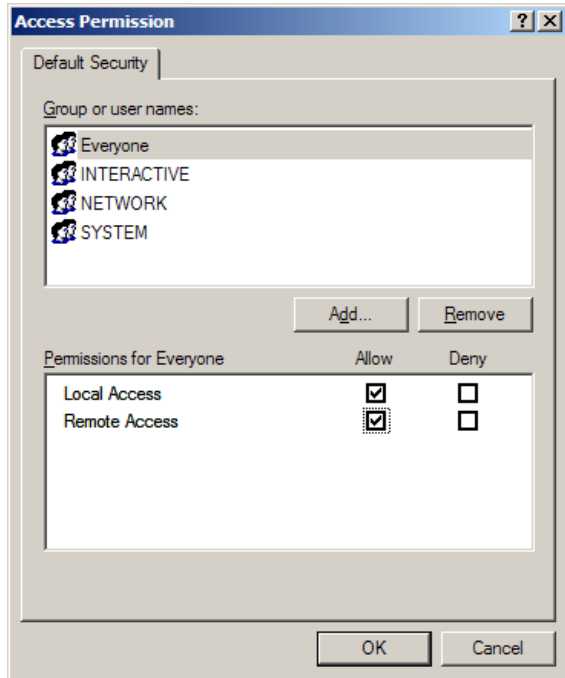 Access Permission
Default Security
Group or user names:
Everyone
INTERACTIVE
NETWORK
SYSTEM
Add... Remove
Permissions for Everyone Allow Deny
Local Access
Remote Access
OK Cancel